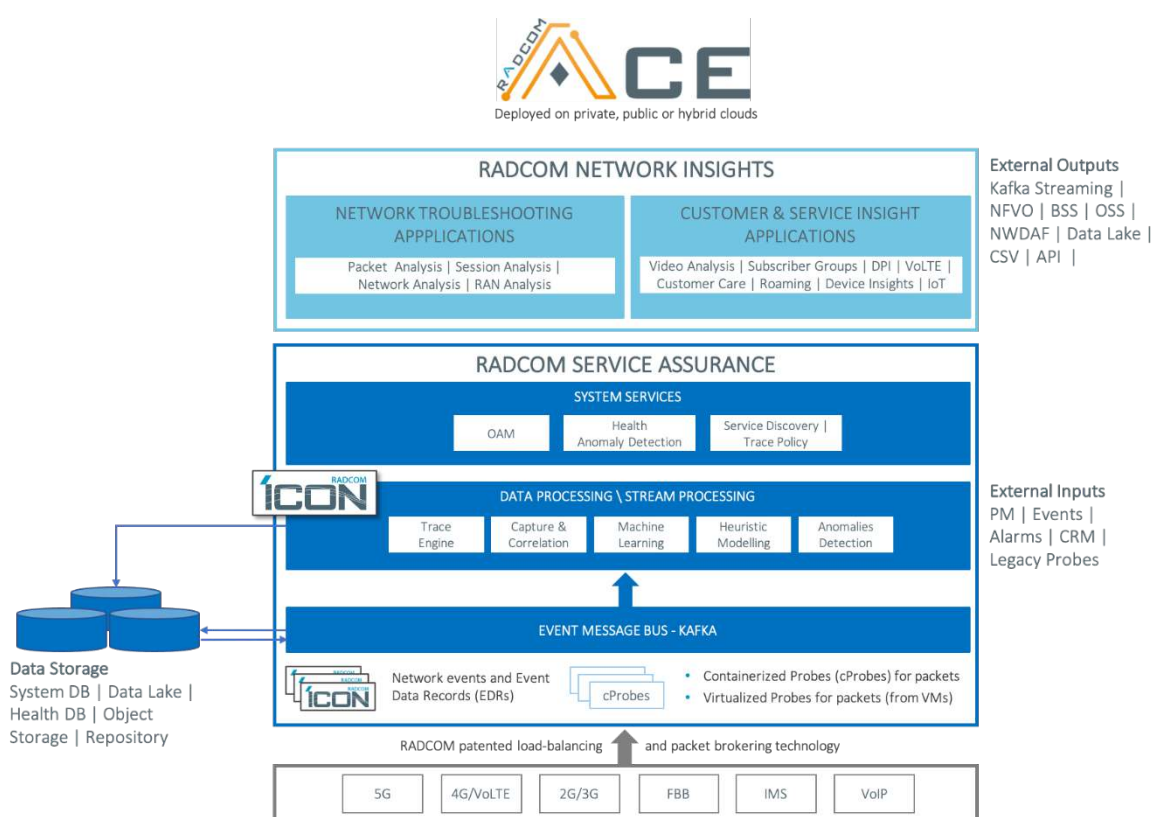 RADCOM
ACE
Deployed on private, public or hybrid clouds
RADCOM NETWORK INSIGHTS
NETWORK TROUBLESHOOTING
APPPLICATIONS
Packet Analysis | Session Analysis |
Network Analysis | RAN Analysis
CUSTOMER & SERVICE INSIGHT
APPLICATIONS
Video Analysis | Subscriber Groups | DPI | VoLTE |
Customer Care | Roaming | Device Insights | IoT
External Outputs
Kafka Streaming |
NFVO | BSS | OSS |
NWDAF | Data Lake |
CSV | API |
RADCOM SERVICE ASSURANCE
SYSTEM SERVICES
OAM
Health
Anomaly Detection
Service Discovery |
Trace Policy
RADCOM
ICON
DATA PROCESSING \ STREAM PROCESSING
Trace
Engine
Capture &
Correlation
Machine
Learning
Heuristic
Modelling
Anomalies
Detection
External Inputs
PM | Events |
Alarms | CRM |
Legacy Probes
EVENT MESSAGE BUS - KAFKA
Data Storage
System DB | Data Lake |
Health DB | Object
Storage | Repository
RADCOM
ICON
Network events and Event
Data Records (EDRs)
cProbes
• Containerized Probes (cProbes) for packets
• Virtualized Probes for packets (from VMs)
RADCOM patented load-balancing and packet brokering technology
5G
4G/VoLTE
2G/3G
FBB
IMS
VoIP